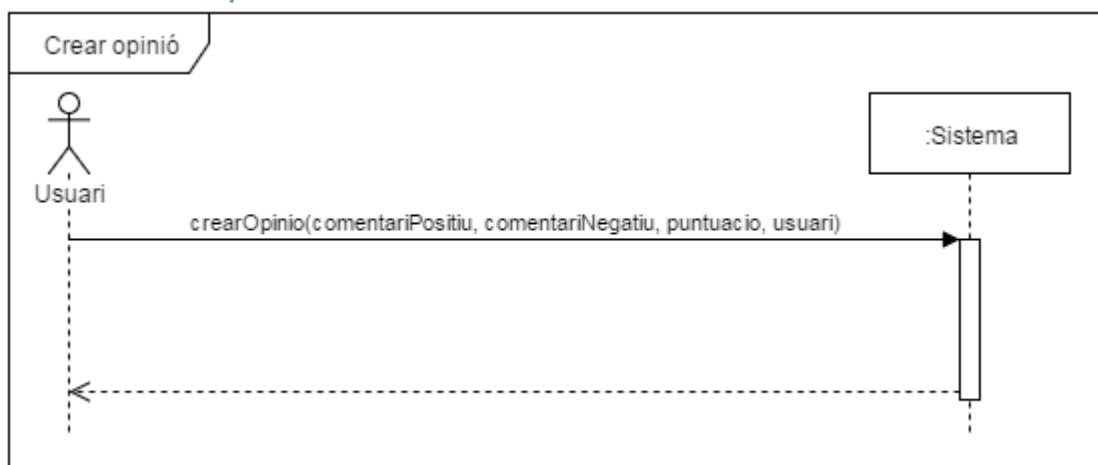 Crear opinió
Usuari
:Sistema
crearOpinio(comentariPositiu, comentariNegatiu, puntuacio, usuari)